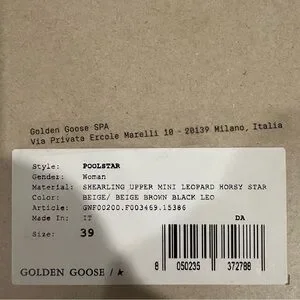 Golden Goose SPA
Via Privata Ercole Marelli 10 - 20139 Milano, Italia
Style: POOLSTAR
Gender: Woman
Material: SHEARLING UPPER MINI LEOPARD HORSY STAR
Color: BEIGE/ BEIGE BROWN BLACK LEO
Article: GWF00200.F003469.15386
Made In: IT DA
Size: 39
GOLDEN GOOSE / 8 050235 372788